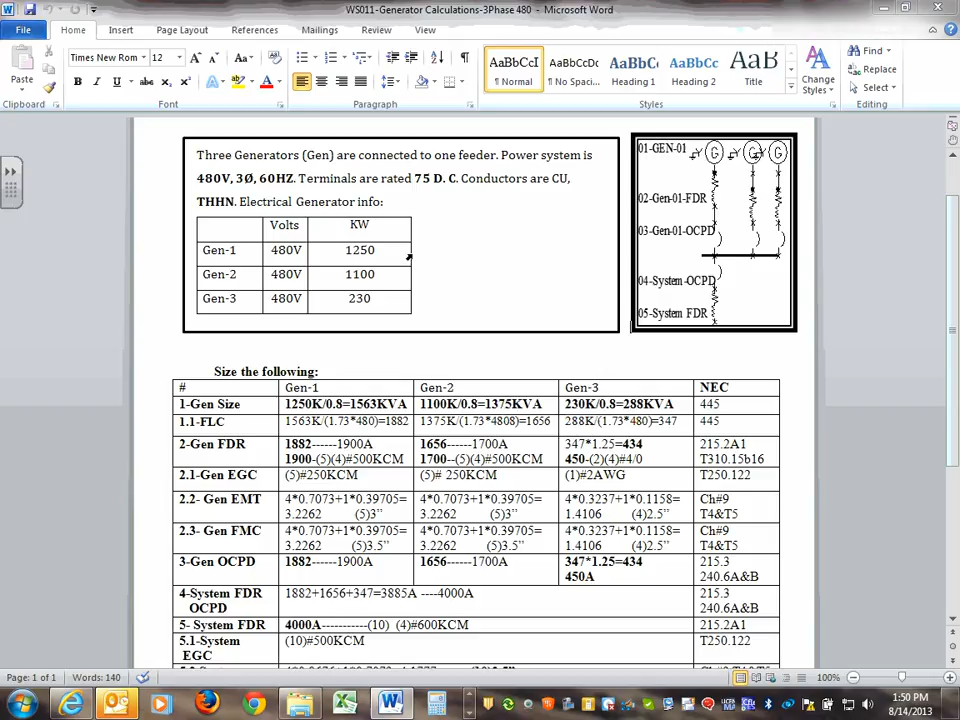 WS011-Generator Calculations-3Phase 480 - Microsoft Word
File Home Insert Page Layout References Mailings Review View
Paste
Times New Rom 12 Aa
B I U abc x₂ x² A ab A
AaBbCcI AaBbCcDc AaBbC AaBbCc AaB
¶ Normal ¶ No Spaci... Heading 1 Heading 2 Title
Change Styles
Find
Replace
Select
Clipboard Font Paragraph Styles Editing
Three Generators (Gen) are connected to one feeder. Power system is
480V, 3Ø, 60HZ. Terminals are rated 75 D. C. Conductors are CU,
THHN. Electrical Generator info:
Volts KW
Gen-1 480V 1250
Gen-2 480V 1100
Gen-3 480V 230
01-GEN-01 G G G
02-Gen-01-FDR
03-Gen-01-OCPD
04-System-OCPD
05-System FDR
Size the following:
# Gen-1 Gen-2 Gen-3 NEC
1-Gen Size 1250K/0.8=1563KVA 1100K/0.8=1375KVA 230K/0.8=288KVA 445
1.1-FLC 1563K/(1.73*480)=1882 1375K/(1.73*4808)=1656 288K/(1.73*480)=347 445
2-Gen FDR 1882------1900A 1656------1700A 347*1.25=434 215.2A1
1900-(5)(4)#500KCM 1700--(5)(4)#500KCM 450-(2)(4)#4/0 T310.15b16
2.1-Gen EGC (5)#250KCM (5)# 250KCM (1)#2AWG T250.122
2.2- Gen EMT 4*0.7073+1*0.39705= 4*0.7073+1*0.39705= 4*0.3237+0.1158= Ch#9
3.2262 (5)3” 3.2262 (5)3” 1.4106 (4)2.5” T4&T5
2.3- Gen FMC 4*0.7073+1*0.39705= 4*0.7073+1*0.39705= 4*0.3237+1*0.1158= Ch#9
3.2262 (5)3.5” 3.2262 (5)3.5” 1.4106 (4)2.5” T4&T5
3-Gen OCPD 1882------1900A 1656------1700A 347*1.25=434 215.3
450A 240.6A&B
4-System FDR 1882+1656+347=3885A ----4000A 215.3
OCPD 240.6A&B
5- System FDR 4000A-----------(10) (4)#600KCM 215.2A1
5.1-System (10)#500KCM T250.122
EGC
Page: 1 of 1 Words: 140 100%
1:50 PM
8/14/2013